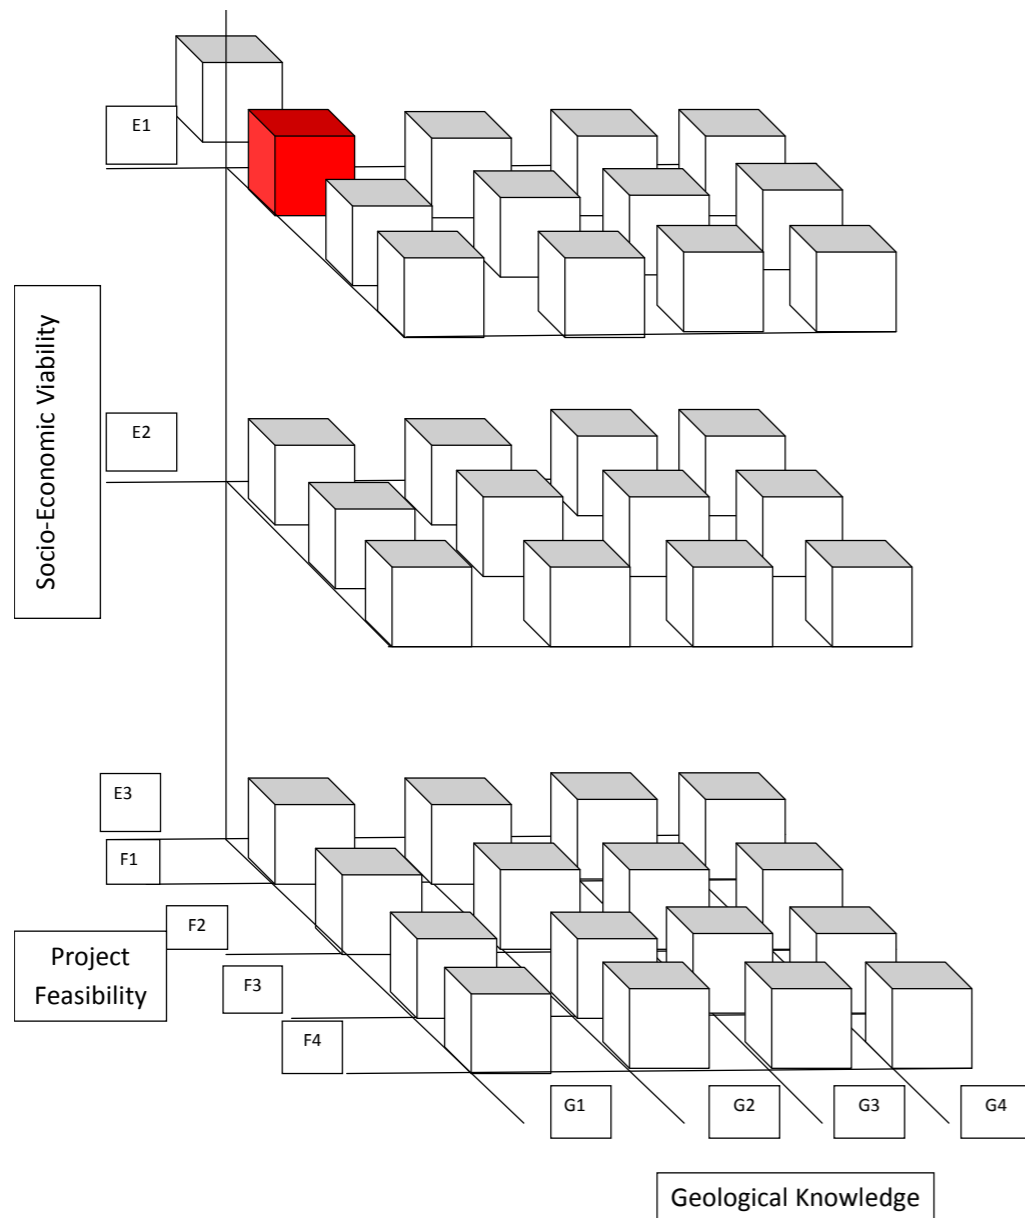 E1
Socio-Economic Viability
E2
E3
F1
F2
Project
Feasibility
F3
F4
G1
G2
G3
G4
Geological Knowledge